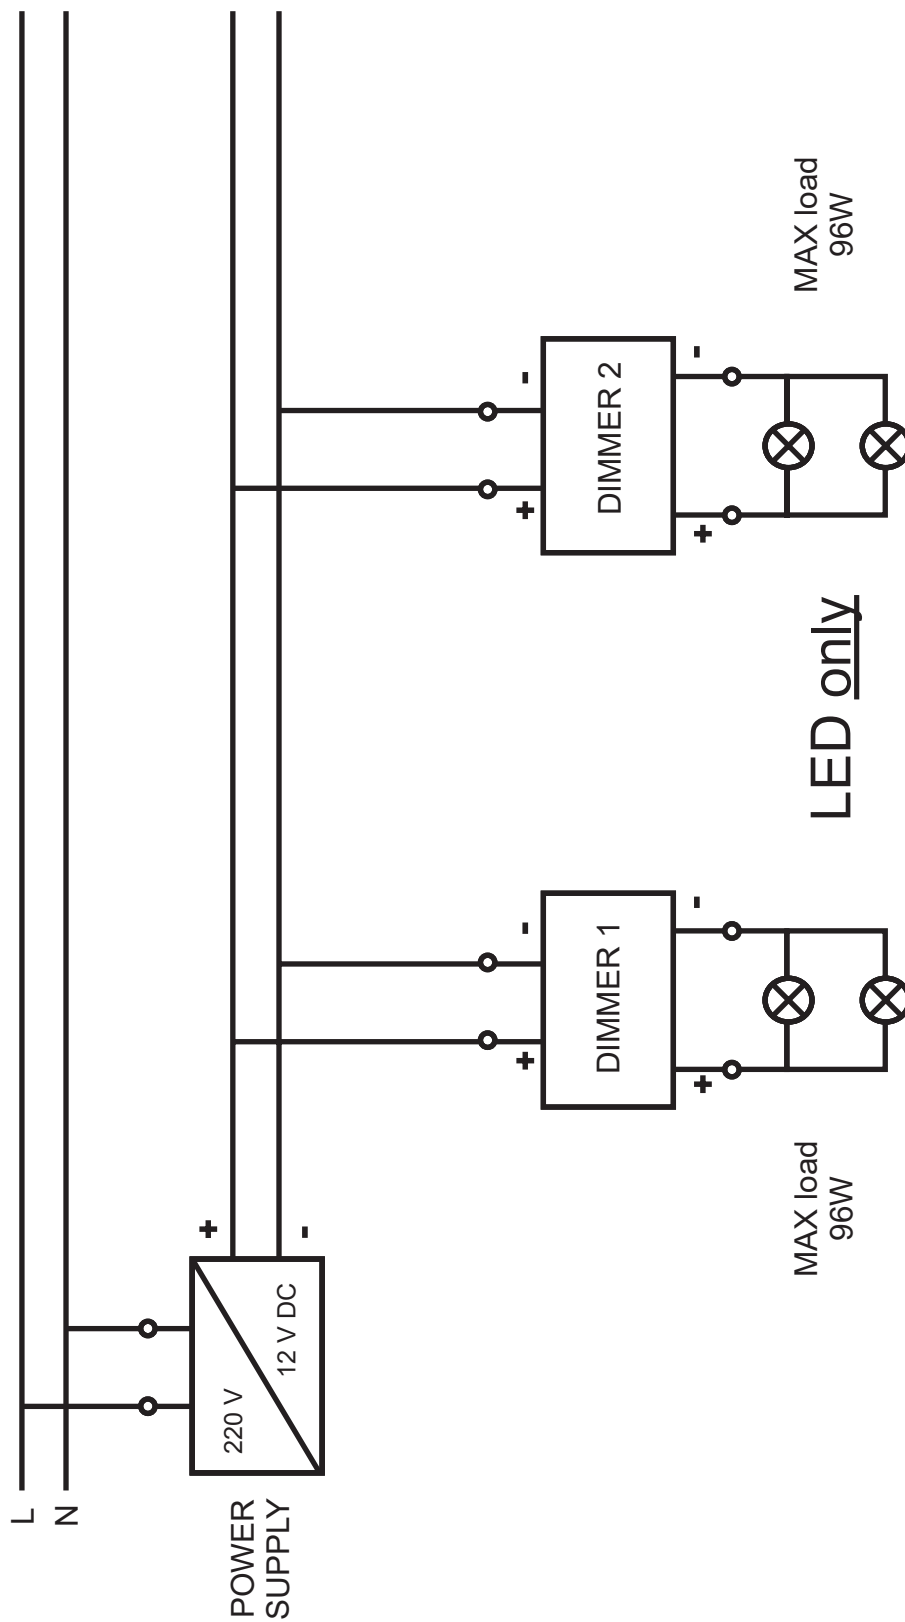 L
N
POWER
SUPPLY
220 V
12 V DC
+
-
+
-
DIMMER 1
+
-
MAX load
96W
+
-
DIMMER 2
+
-
MAX load
96W
LED only